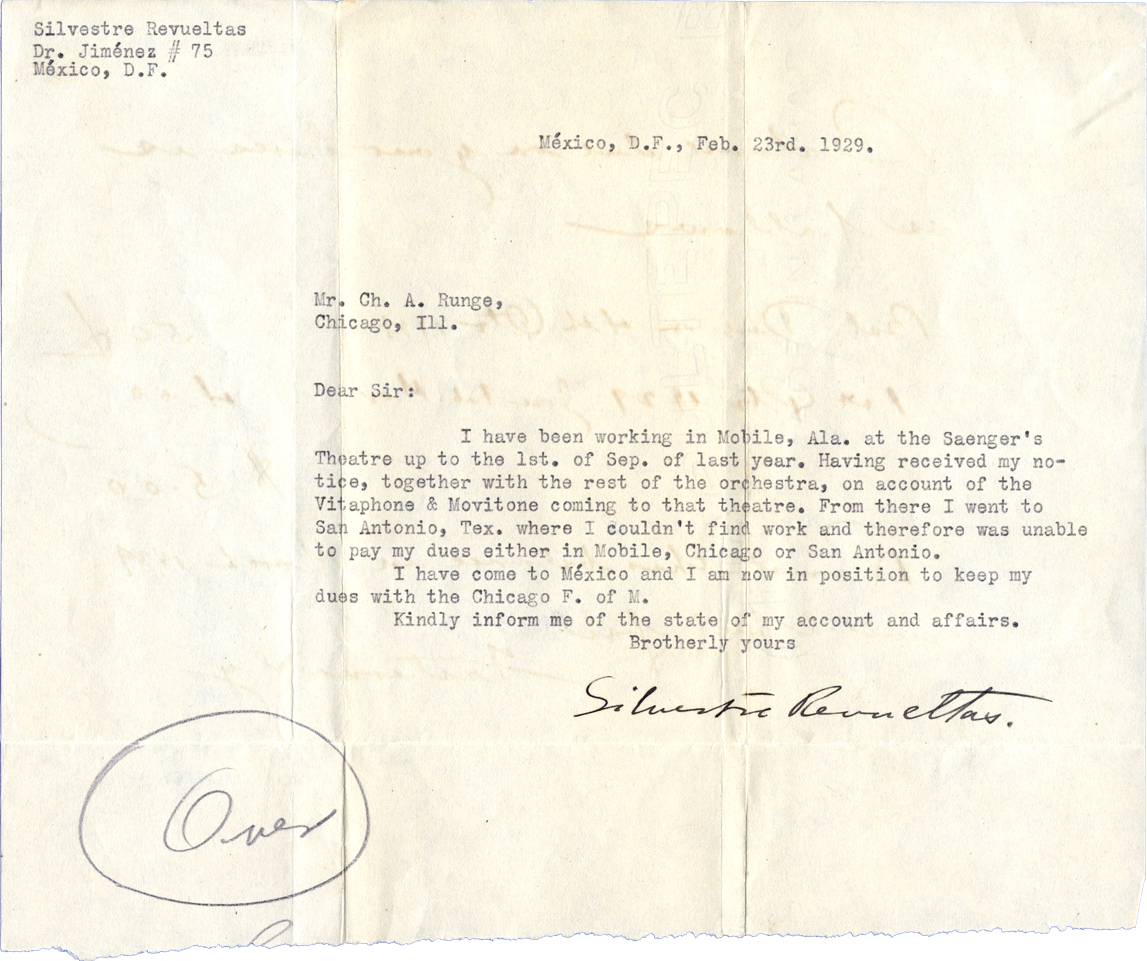 Silvestre Revueltas
Dr. Jiménez # 75
México, D.F.
México, D.F., Feb. 23rd. 1929.
Mr. Ch. A. Runge,
Chicago, Ill.
Dear Sir:
I have been working in Mobile, Ala. at the Saenger's
Theatre up to the 1st. of Sep. of last year. Having received my no-
tice, together with the rest of the orchestra, on account of the
Vitaphone & Movitone coming to that theatre. From there I went to
San Antonio, Tex. where I couldn't find work and therefore was unable
to pay my dues either in Mobile, Chicago or San Antonio.
I have come to México and I am now in position to keep my
dues with the Chicago F. of M.
Kindly inform me of the state of my account and affairs.
Brotherly yours
Silvestre Revueltas.
Over